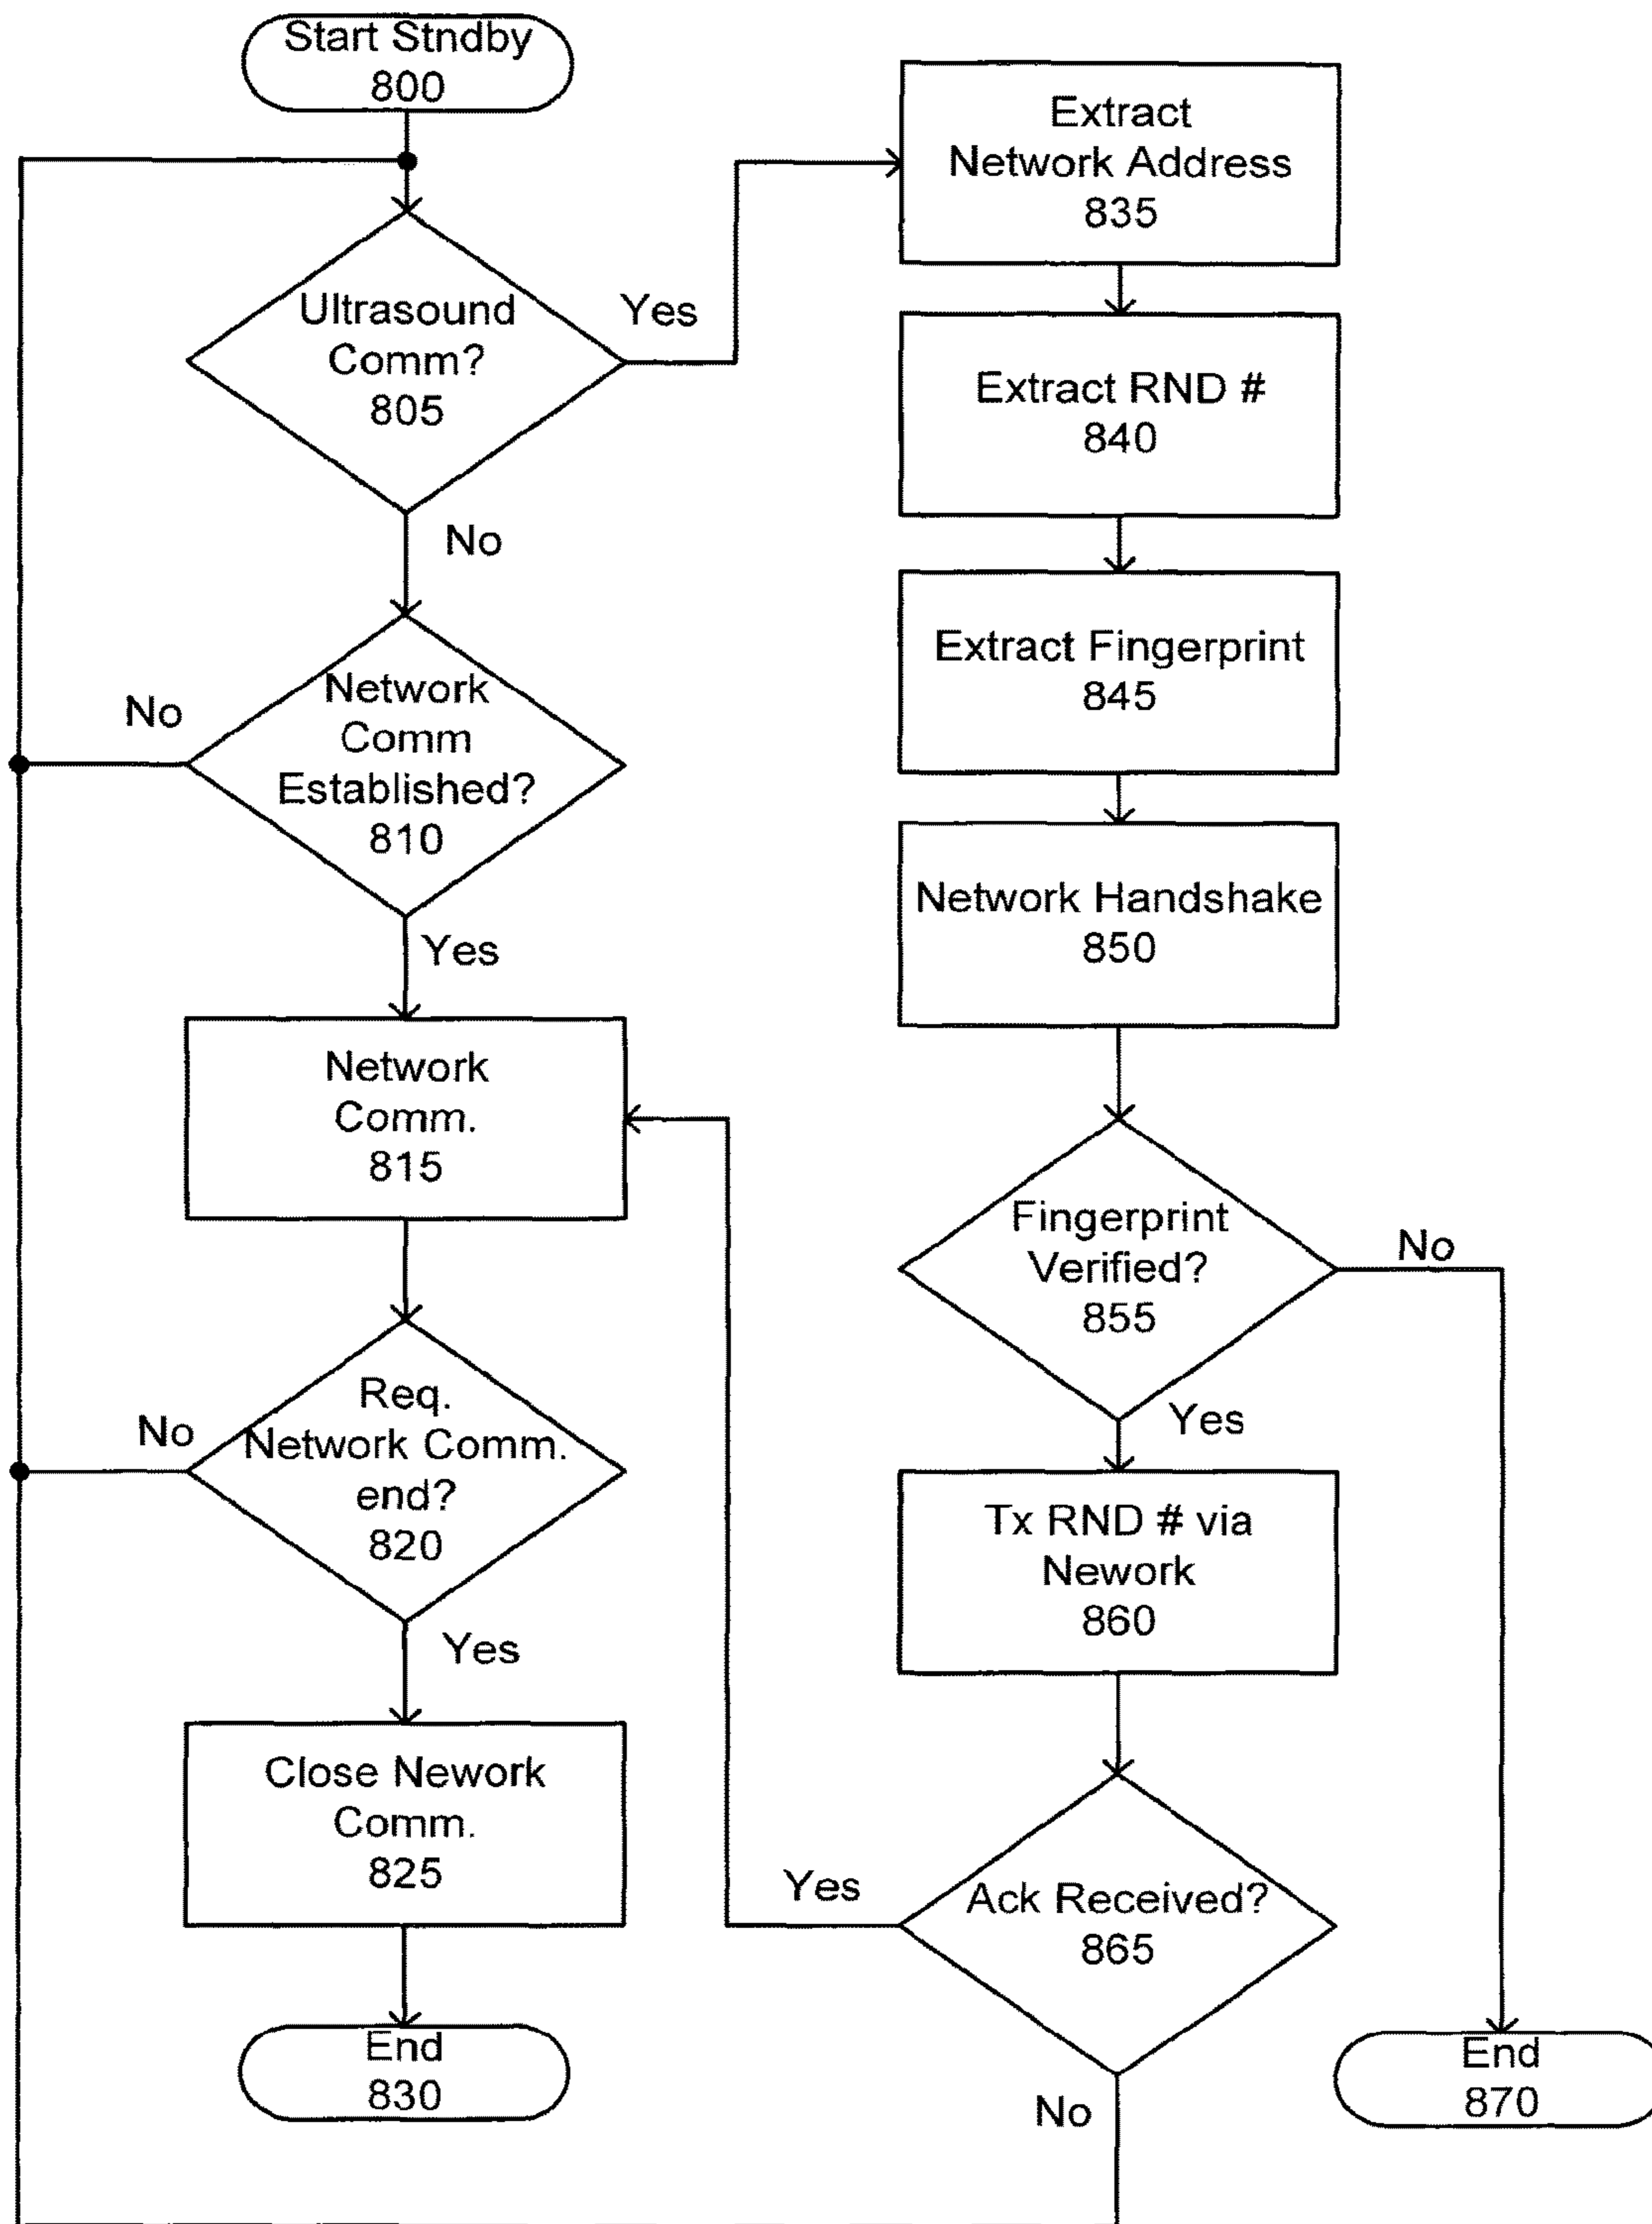 Start Stndby
800
Ultrasound
Comm?
805
Yes
No
Network
Comm
Established?
810
No
Yes
Network
Comm.
815
Req.
Network Comm.
end?
820
No
Yes
Close Nework
Comm.
825
End
830
Extract
Network Address
835
Extract RND #
840
Extract Fingerprint
845
Network Handshake
850
Fingerprint
Verified?
855
No
Yes
Tx RND # via
Nework
860
Ack Received?
865
Yes
No
End
870